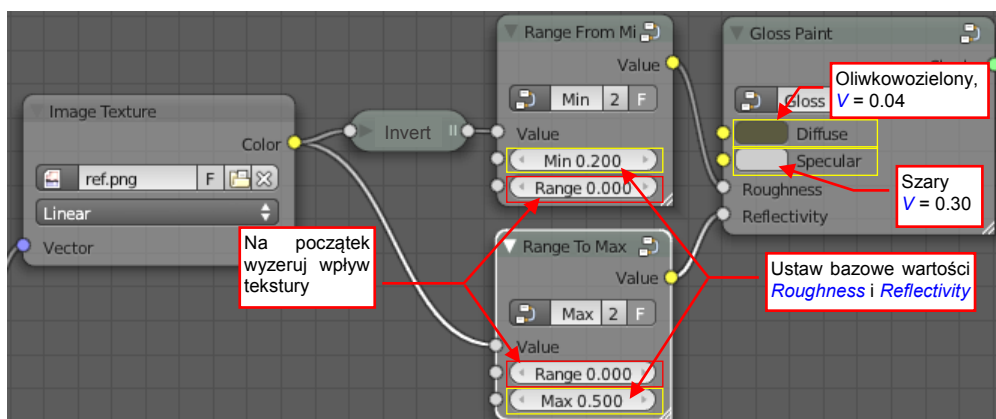 Image Texture
Color
ref.png F
Linear
Vector
Invert
Range From Mi
Value
Min 2 F
Value
Min 0.200
Range 0.000
Range To Max
Value
Max 2 F
Value
Range 0.000
Max 0.500
Gloss Paint
Gloss
Diffuse
Specular
Roughness
Reflectivity
Oliwkowozielony,
V = 0.04
Szary
V = 0.30
Na początek
wyzeruj wpływ
tekstury
Ustaw bazowe wartości
Roughness i Reflectivity